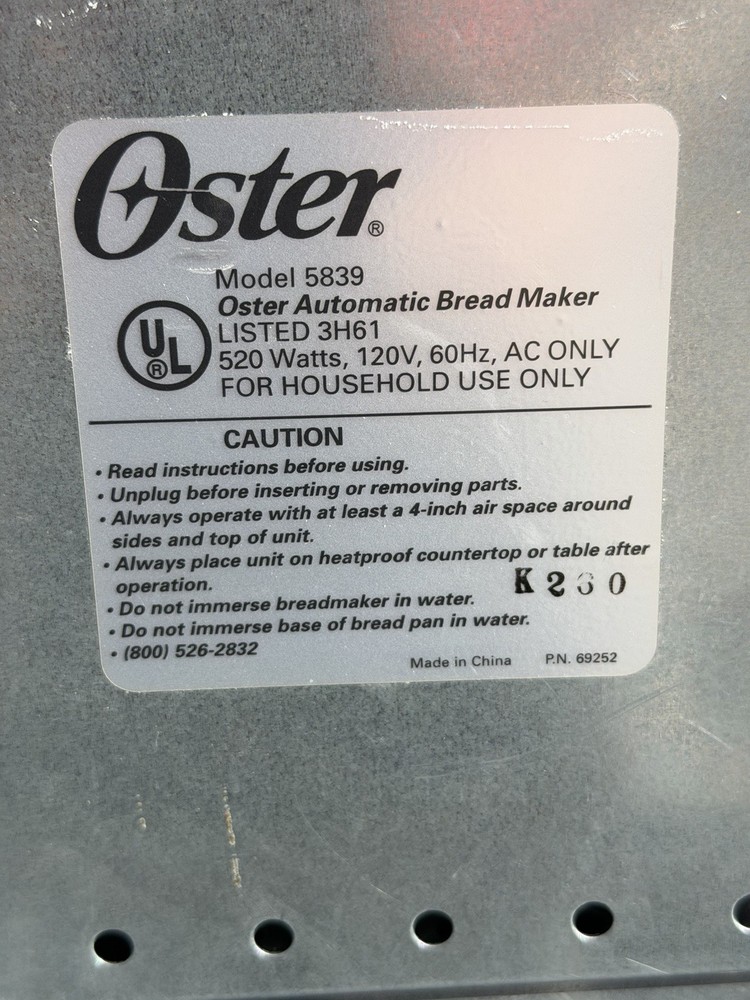 Oster®
Model 5839
Oster Automatic Bread Maker
UL®
LISTED 3H61
520 Watts, 120V, 60Hz, AC ONLY
FOR HOUSEHOLD USE ONLY
CAUTION
• Read instructions before using.
• Unplug before inserting or removing parts.
• Always operate with at least a 4-inch air space around
sides and top of unit.
• Always place unit on heatproof countertop or table after
operation.
• Do not immerse breadmaker in water.
• Do not immerse base of bread pan in water.
• (800) 526-2832
Made in China P.N. 69252